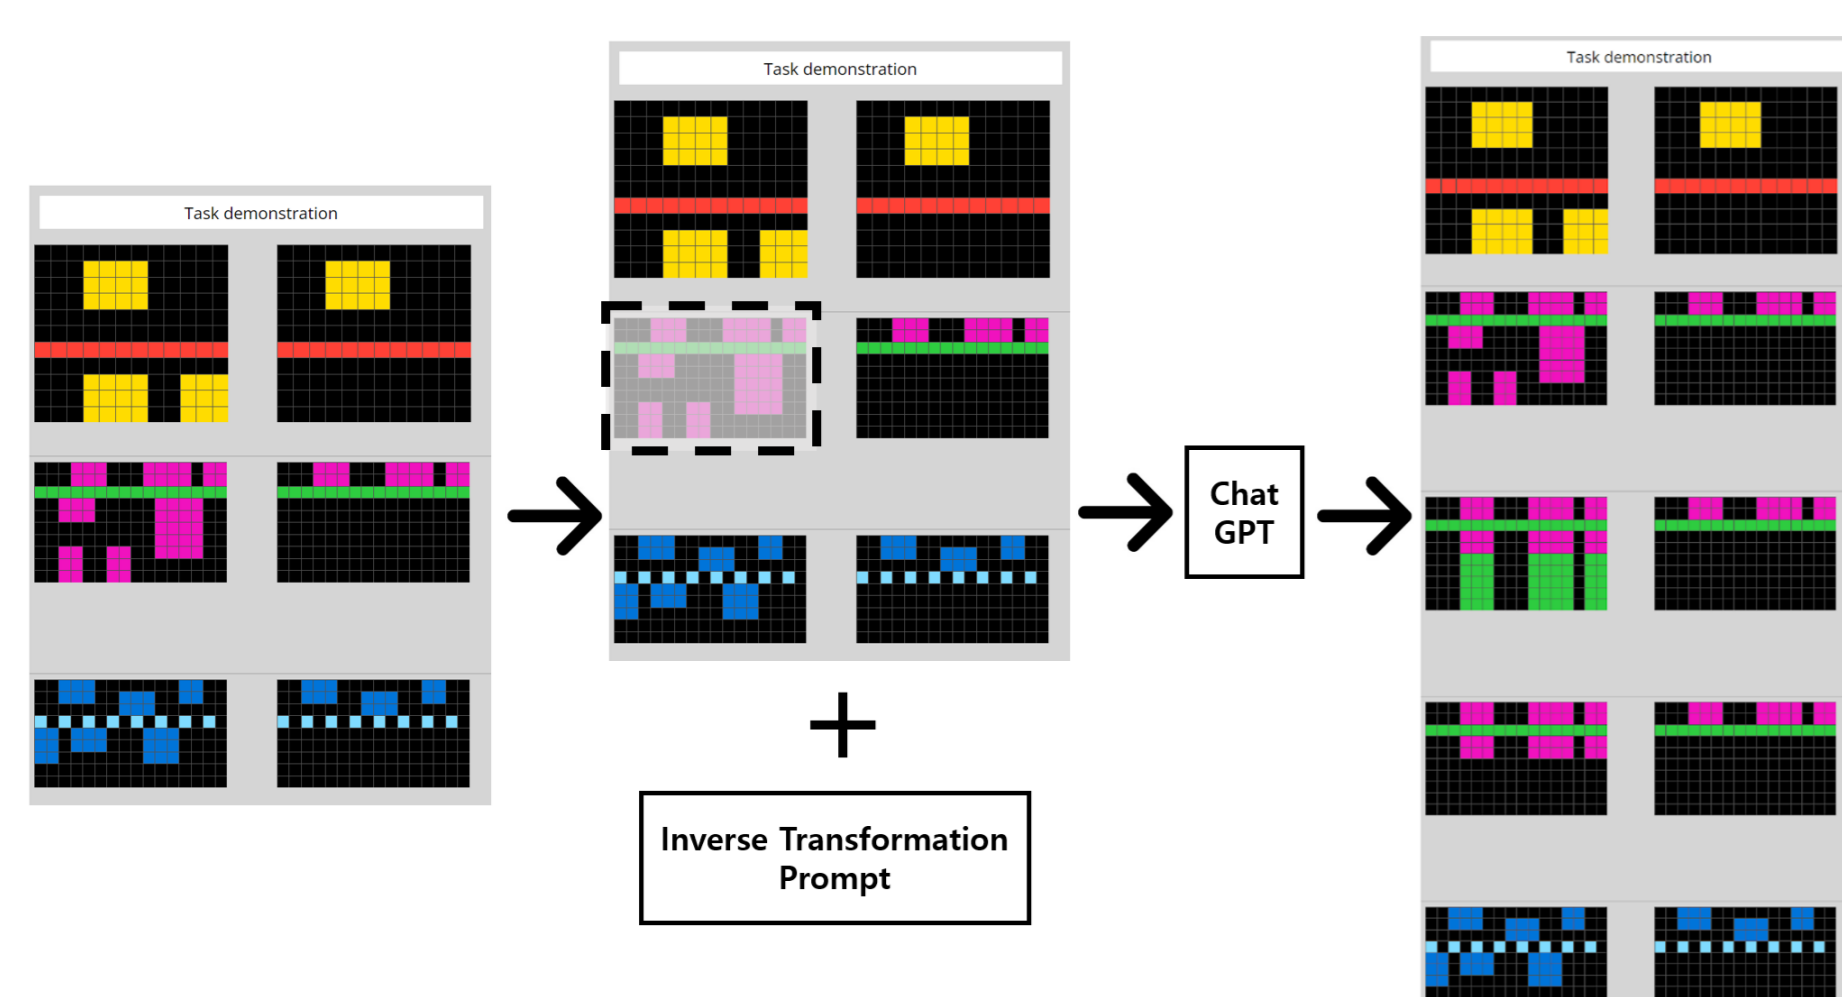 Task demonstration
Task demonstration
Task demonstration
Chat
GPT
Inverse Transformation
Prompt